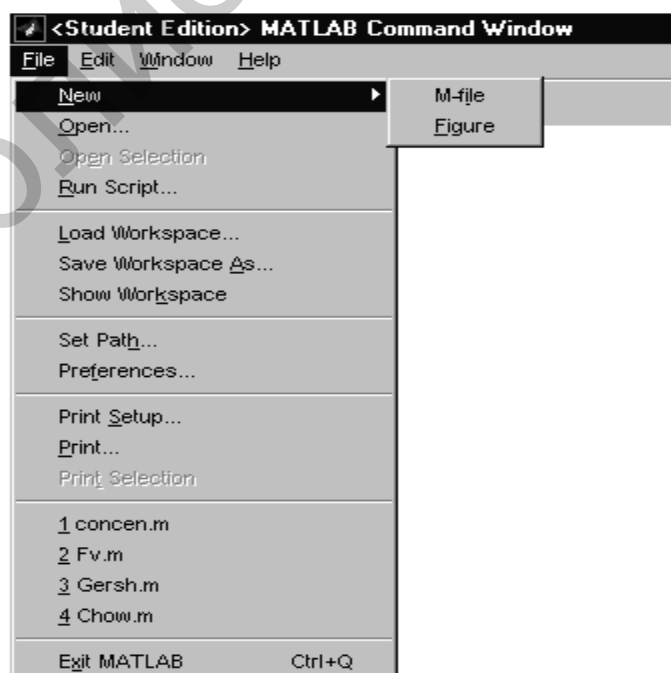 <Student Edition> MATLAB Command Window
File Edit Window Help
New
M-file
Figure
Open...
Open Selection
Run Script...
Load Workspace...
Save Workspace As...
Show Workspace
Set Path...
Preferences...
Print Setup...
Print...
Print Selection
1 concen.m
2 Fv.m
3 Gersh.m
4 Chow.m
Exit MATLAB Ctrl+Q